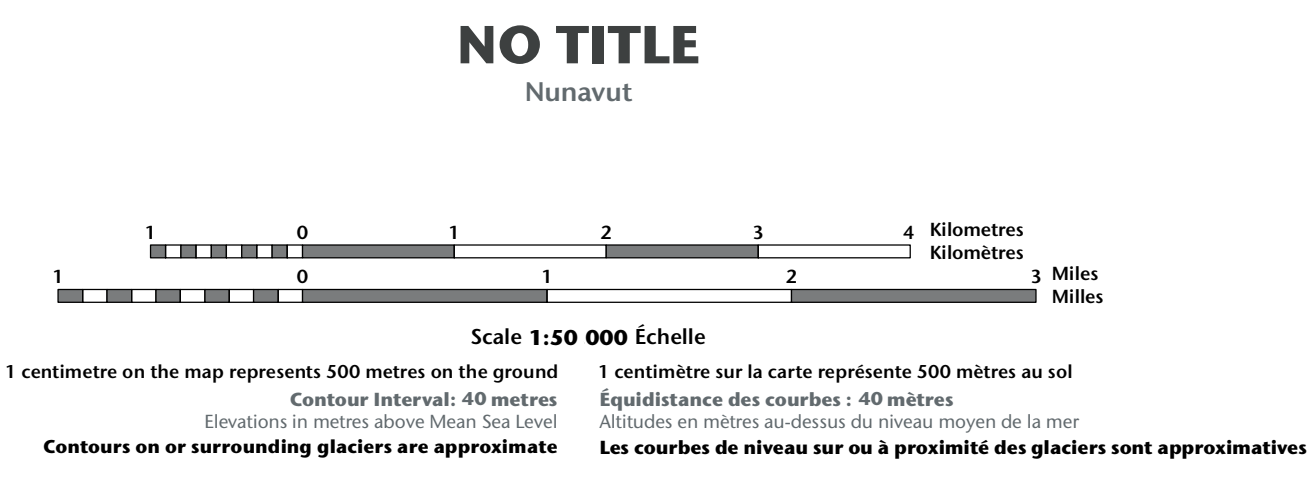 NO TITLE
Nunavut
1 0 1 2 3 4 Kilometres
Kilomètres
1 0 1 2 3 Miles
Milles
Scale 1:50 000 Échelle
1 centimetre on the map represents 500 metres on the ground
Contour Interval: 40 metres
Elevations in metres above Mean Sea Level
Contours on or surrounding glaciers are approximate
1 centimètre sur la carte représente 500 mètres au sol
Équidistance des courbes : 40 mètres
Altitudes en mètres au-dessus du niveau moyen de la mer
Les courbes de niveau sur ou à proximité des glaciers sont approximatives